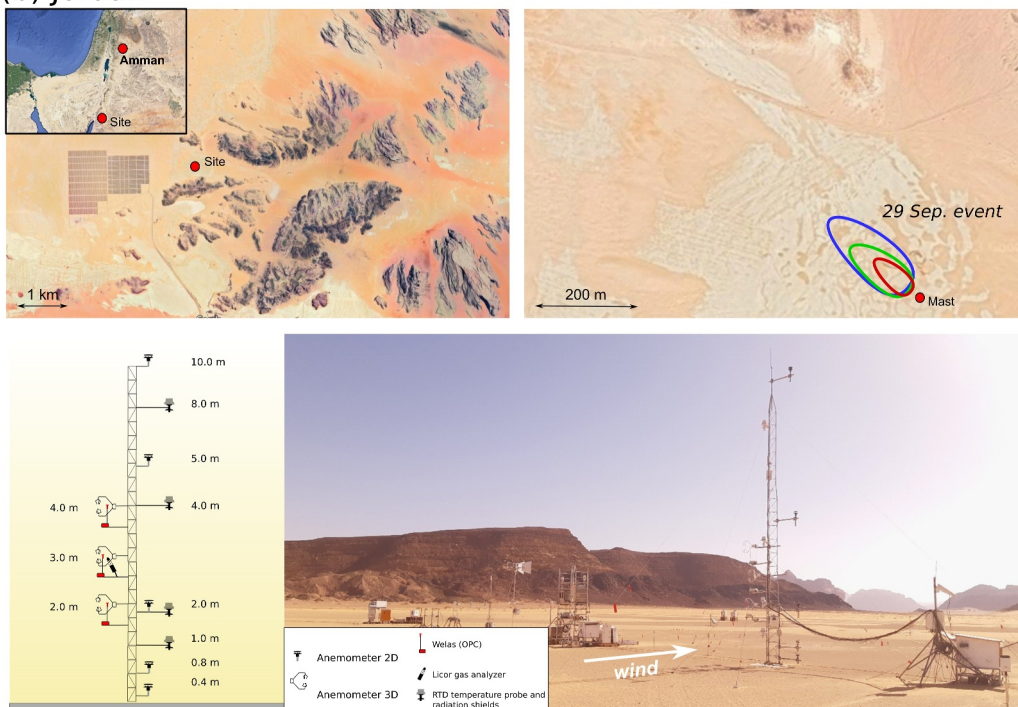 Amman
Site
Site
1 km
29 Sep. event
200 m
Mast
10.0 m
8.0 m
5.0 m
4.0 m
4.0 m
3.0 m
2.0 m
2.0 m
1.0 m
0.8 m
0.4 m
Anemometer 2D
Anemometer 3D
Welas (OPC)
Licor gas analyzer
RTD temperature probe and
radiation shields
wind